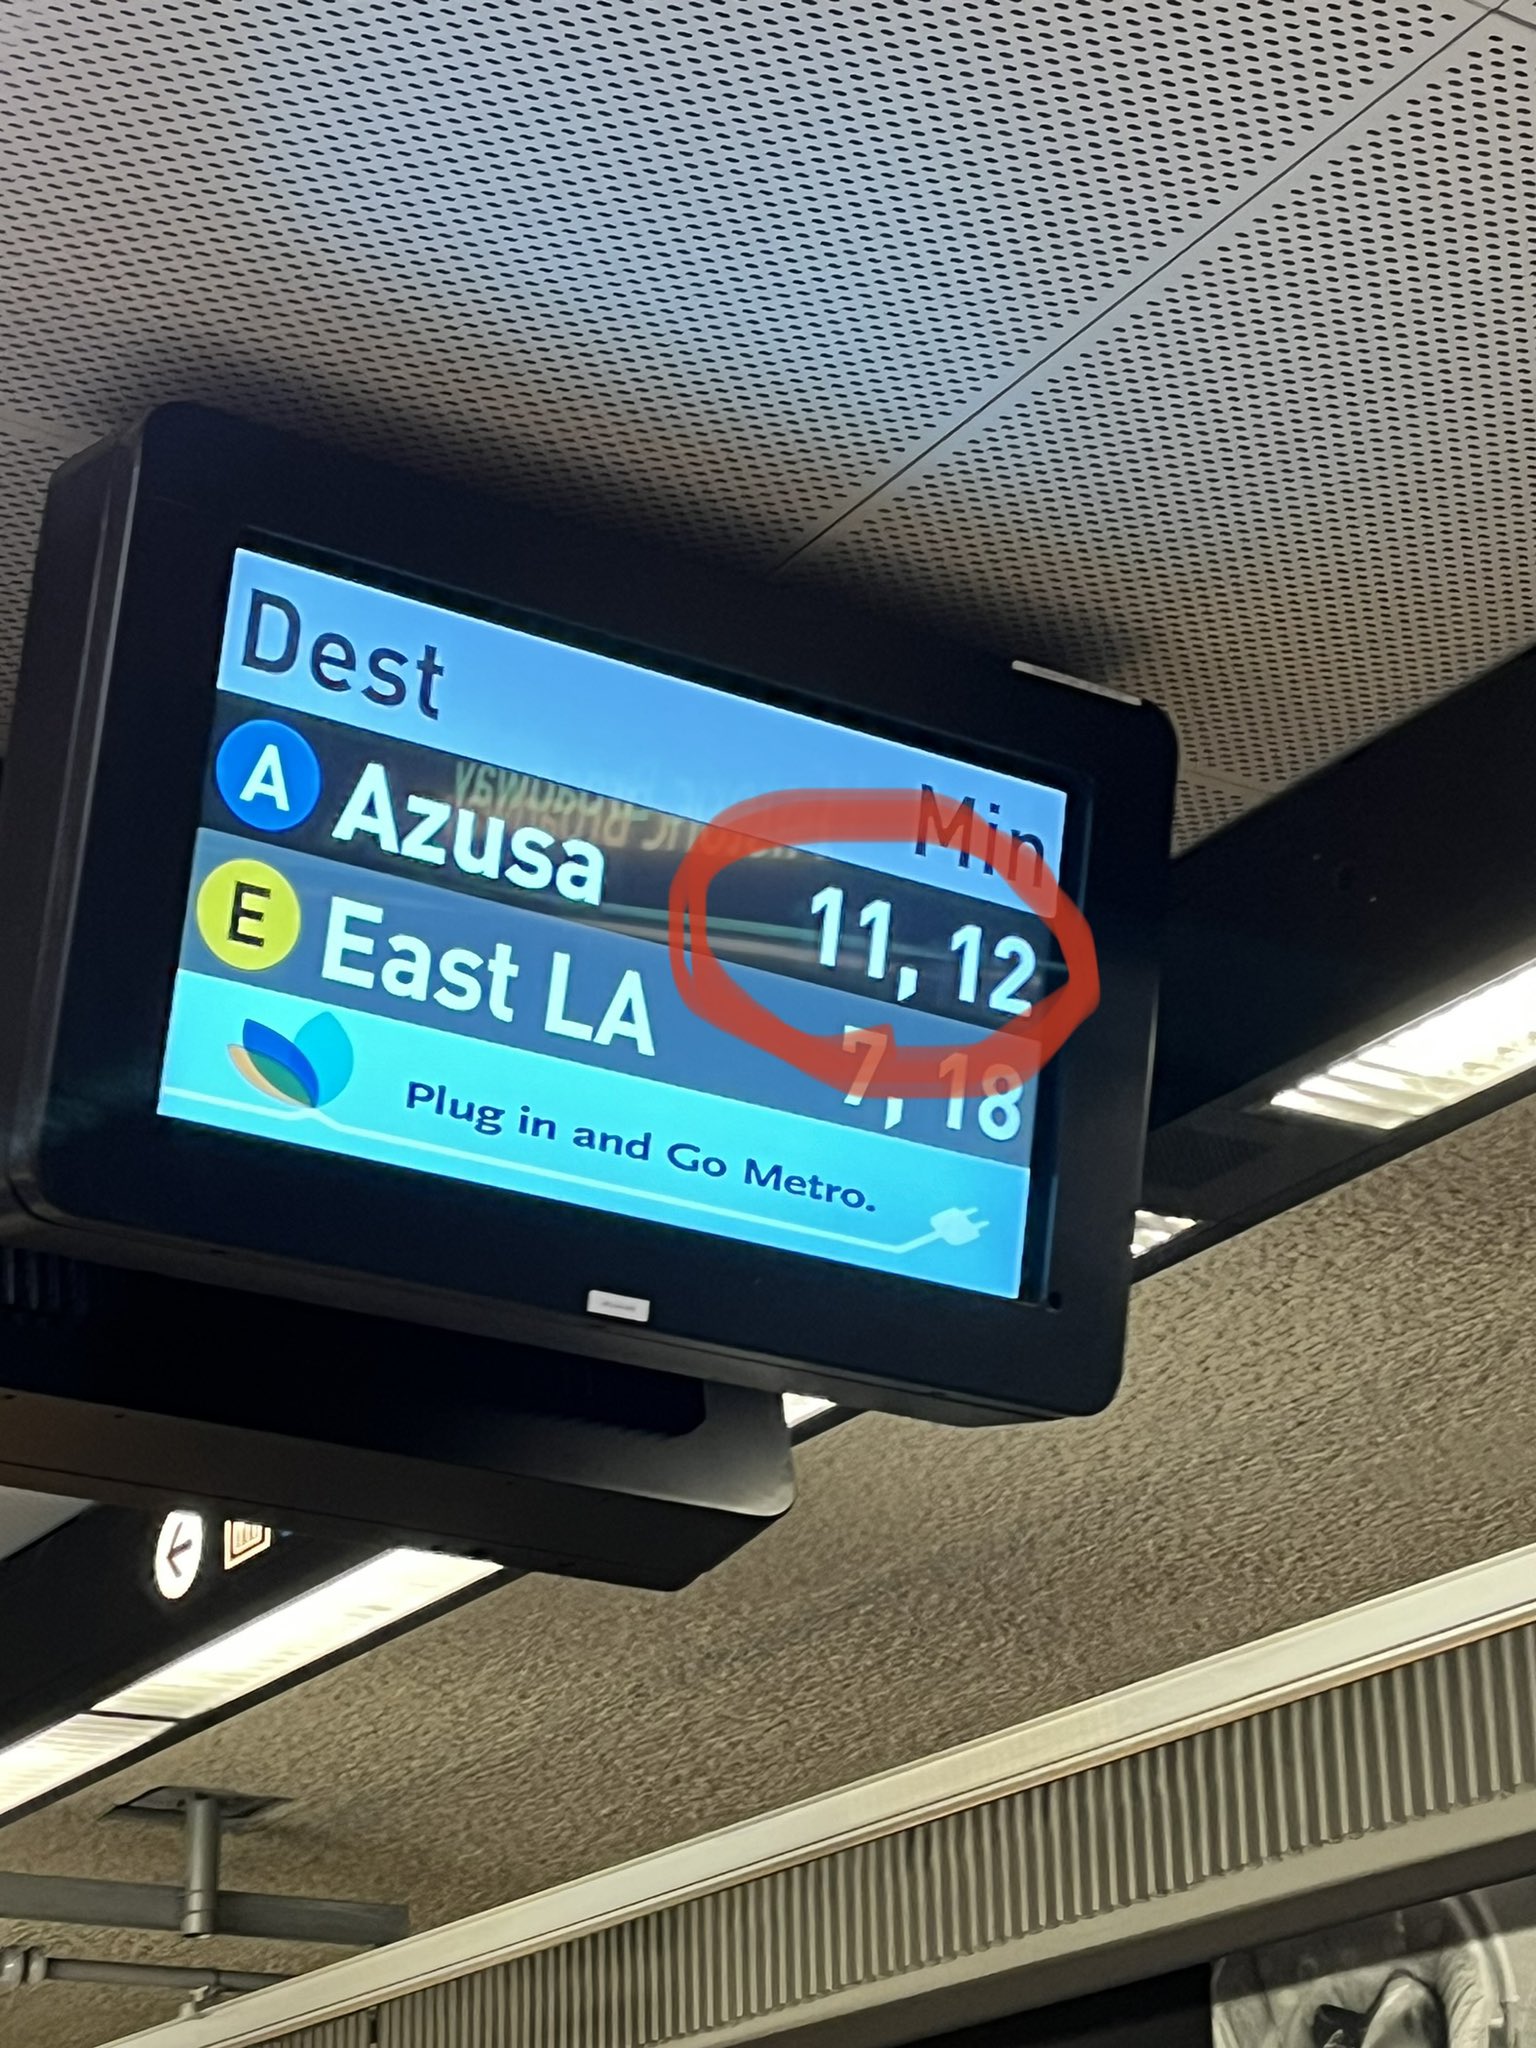 Dest Min
A Azusa 11, 12
E East LA 7, 18
Plug in and Go Metro.